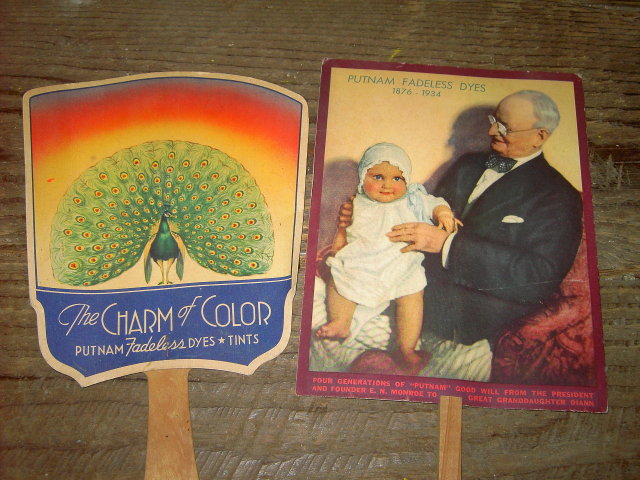 The CHARM of COLOR
PUTNAM Fadeless DYES ★ TINTS
PUTNAM FADELESS DYES
1876 - 1934
FOUR GENERATIONS OF "PUTNAM" GOOD WILL FROM THE PRESIDENT
AND FOUNDER E. N. MONROE TO GREAT GRANDDAUGHTER DIANN